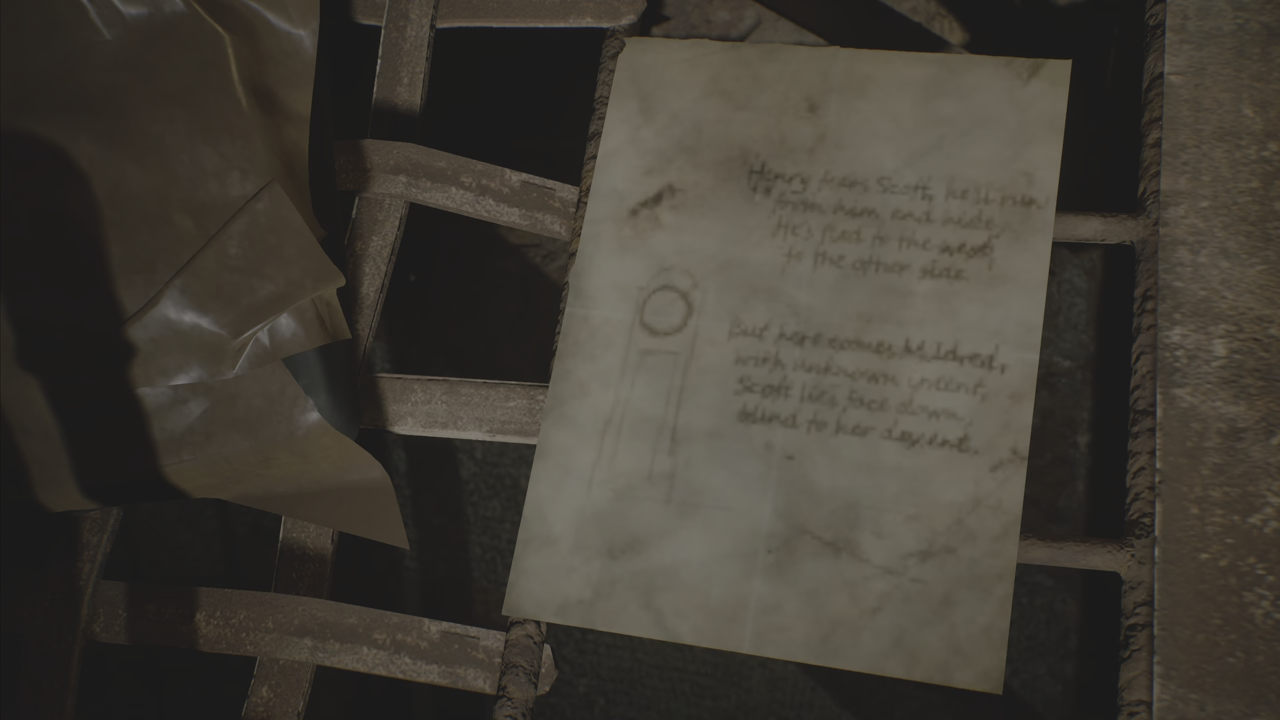 Henry fears Scott, he'll run
from him and hide,
He's fled to the west,
to the other side.
But here comes Mildred,
with unknown intent,
Scott lies face down,
blind to her descent.